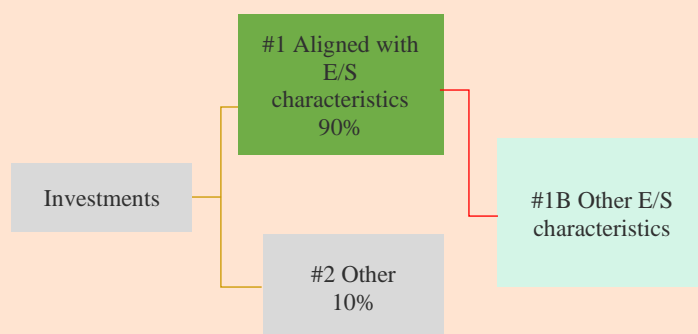 #1 Aligned with
E/S
characteristics
90%
Investments
#1B Other E/S
characteristics
#2 Other
10%